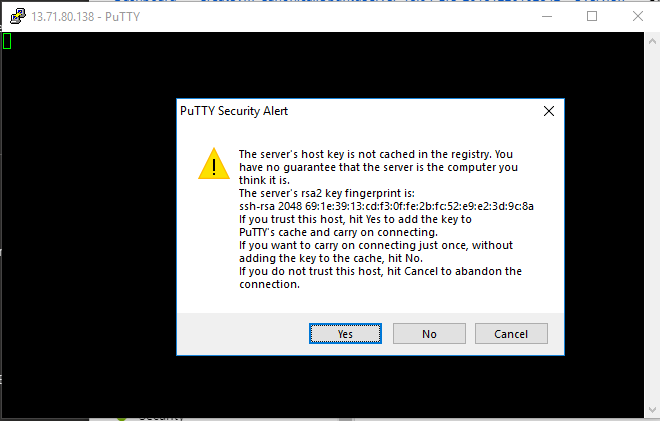 13.71.80.138 - PuTTY
PuTTY Security Alert
The server's host key is not cached in the registry. You
have no guarantee that the server is the computer you
think it is.
The server's rsa2 key fingerprint is:
ssh-rsa 2048 69:1e:39:13:cd:f3:0f:fe:2b:fc:52:e9:e2:3d:9c:8a
If you trust this host, hit Yes to add the key to
PuTTY's cache and carry on connecting.
If you want to carry on connecting just once, without
adding the key to the cache, hit No.
If you do not trust this host, hit Cancel to abandon the
connection.
Yes
No
Cancel
Security